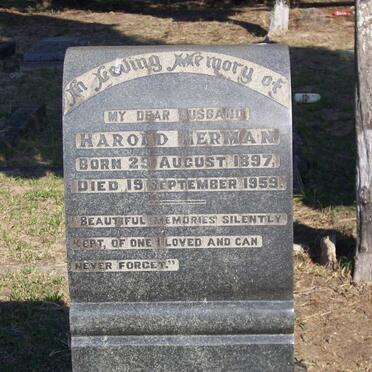 In Loving Memory of
MY DEAR HUSBAND
HAROLD HERMAN
BORN 29 AUGUST 1897.
DIED 19 SEPTEMBER 1959.
"BEAUTIFUL MEMORIES SILENTLY
KEPT, OF ONE I LOVED AND CAN
NEVER FORGET."